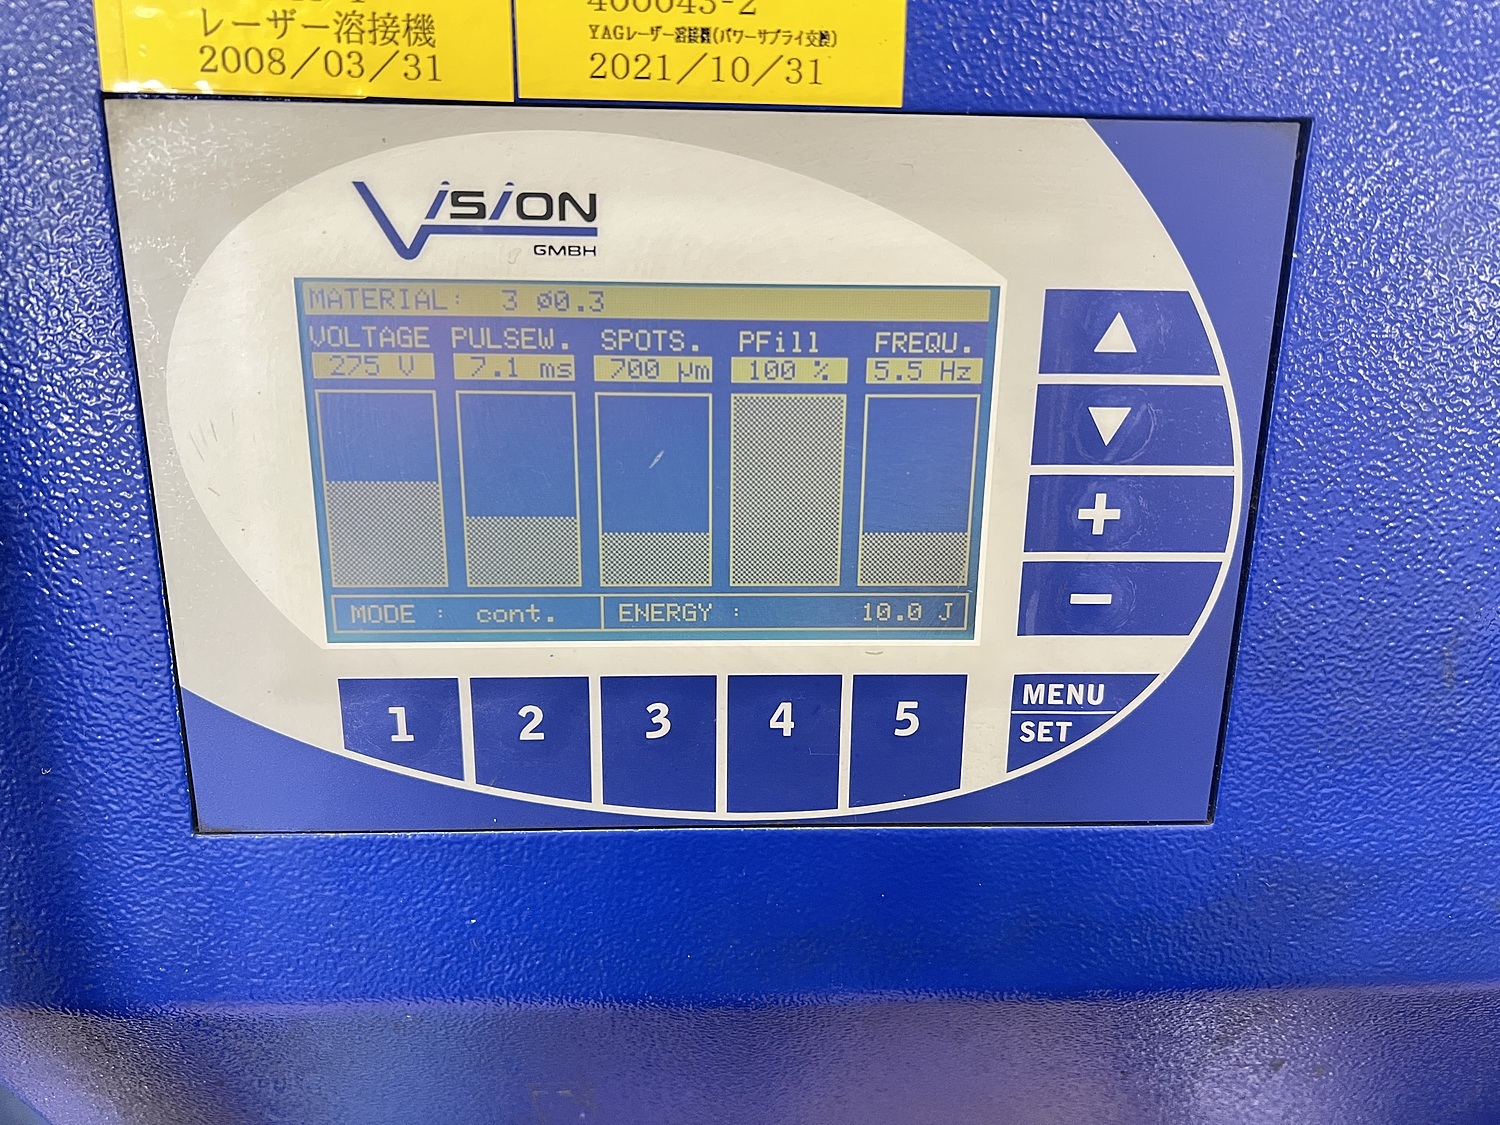 レーザー溶接機
2008/03/31
400043-2
YAGレーザー溶接機(パワーサプライ交換)
2021/10/31
VISION
GMBH
MATERIAL: 3 ø0.3
VOLTAGE PULSEW. SPOTS. PFill FREQU.
275 V 7.1 ms 700 µm 100 % 5.5 Hz
MODE : cont. ENERGY : 10.0 J
+
-
1 2 3 4 5
MENU
SET